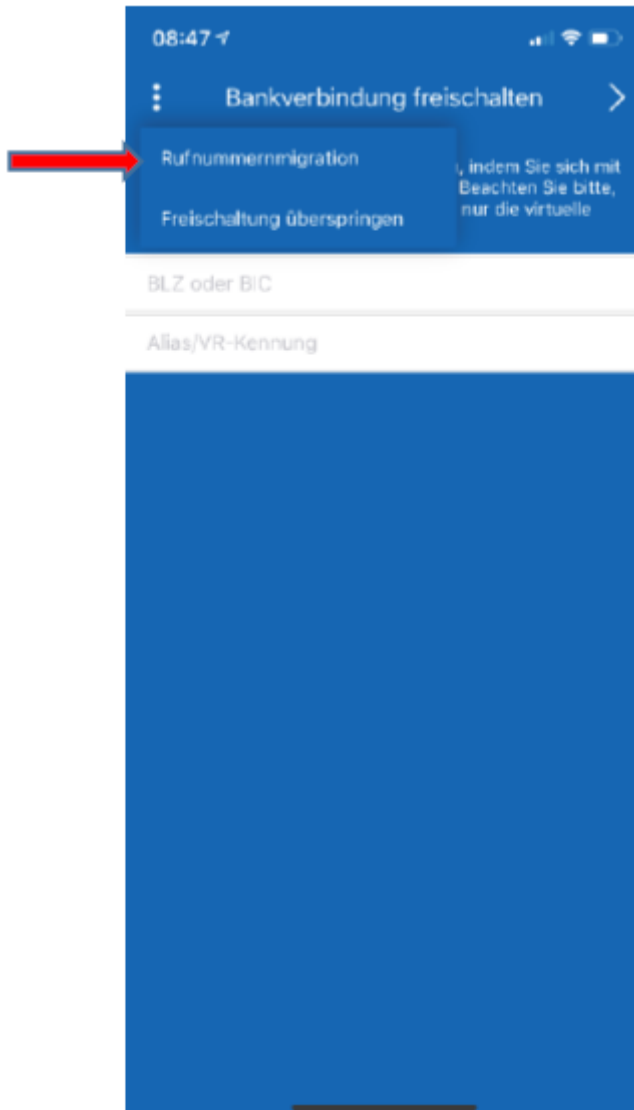 08:47
Bankverbindung freischalten
Rufnummernmigration
, indem Sie sich mit
Beachten Sie bitte,
Freischaltung überspringen
nur die virtuelle
BLZ oder BIC
Alias/VR-Kennung